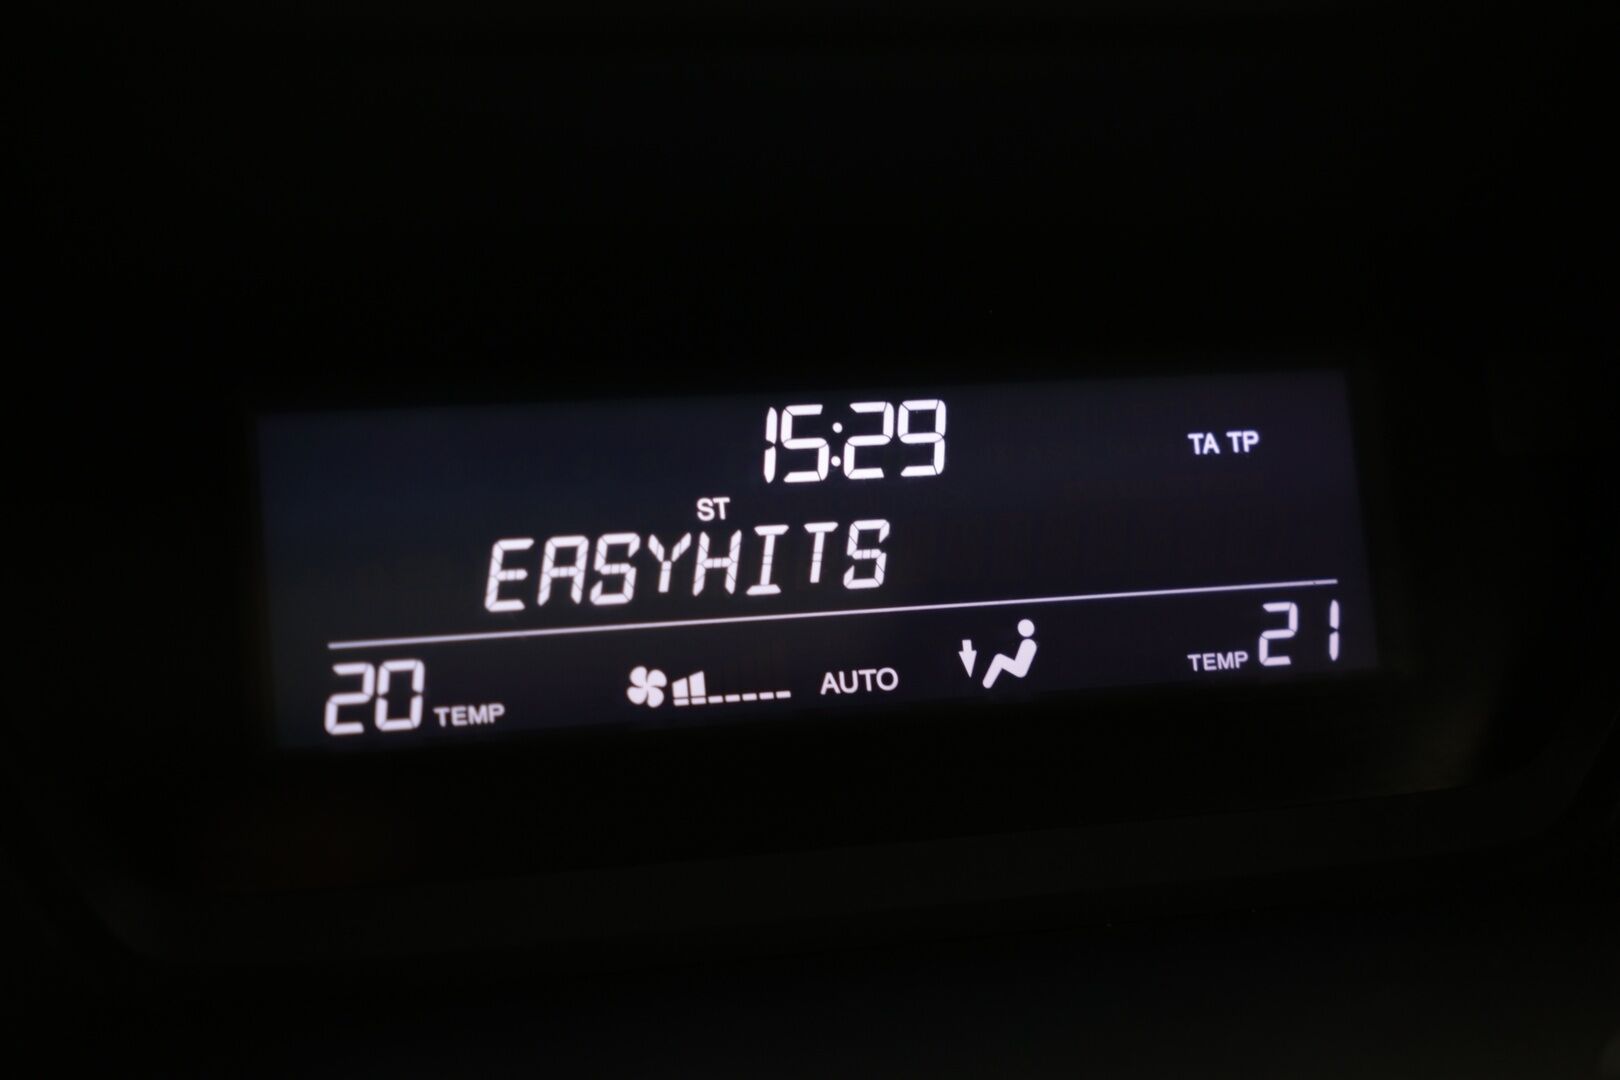 15:29
TA TP
ST
EASYHITS
20 TEMP AUTO TEMP 21